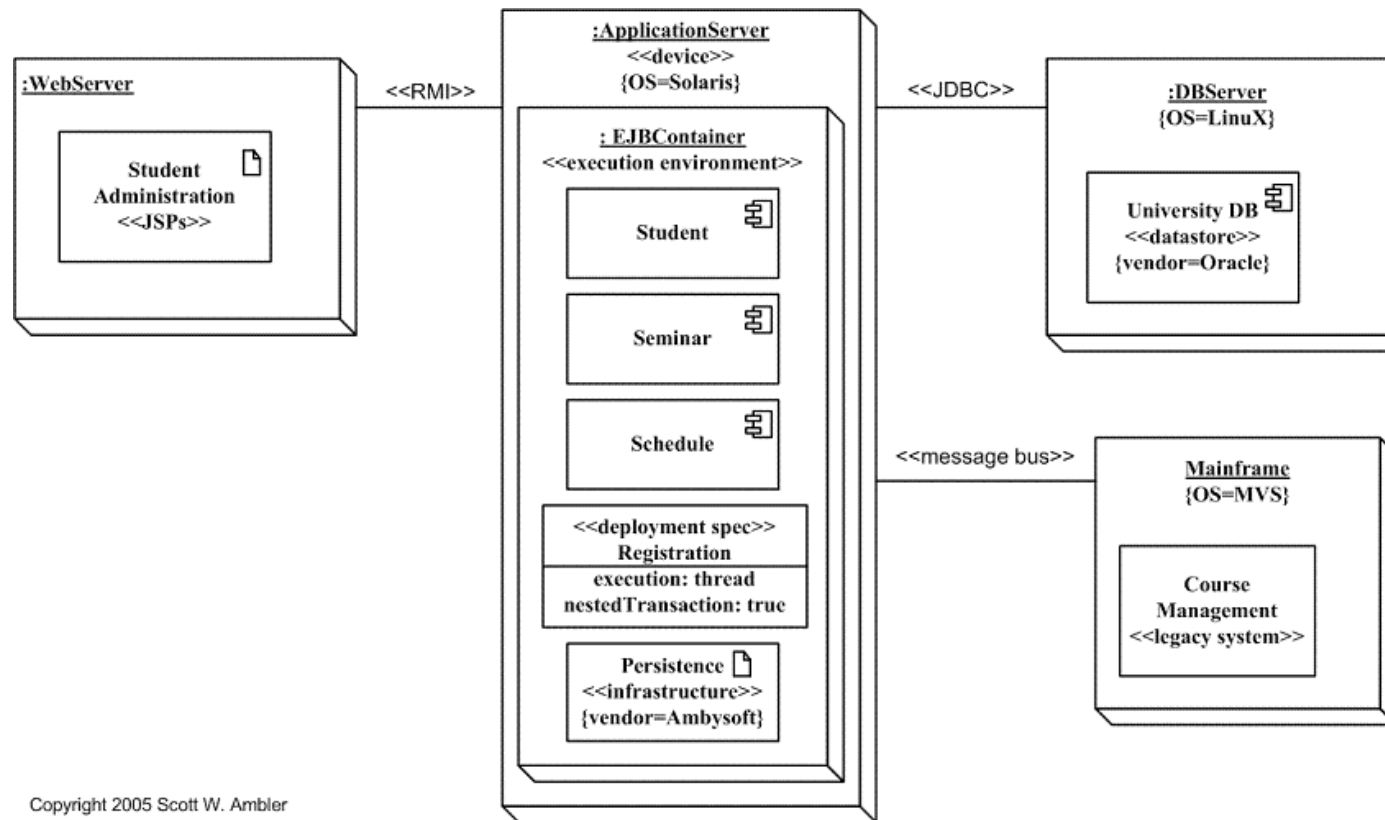 :WebServer
Student
Administration
<<JSPs>>
<<RMI>>
:ApplicationServer
<<device>>
{OS=Solaris}
: EJBContainer
<<execution environment>>
Student
Seminar
Schedule
<<deployment spec>>
Registration
execution: thread
nestedTransaction: true
Persistence
<<infrastructure>>
{vendor=Ambysoft}
<<JDBC>>
:DBServer
{OS=LinuX}
University DB
<<datastore>>
{vendor=Oracle}
<<message bus>>
Mainframe
{OS=MVS}
Course
Management
<<legacy system>>
Copyright 2005 Scott W. Ambler